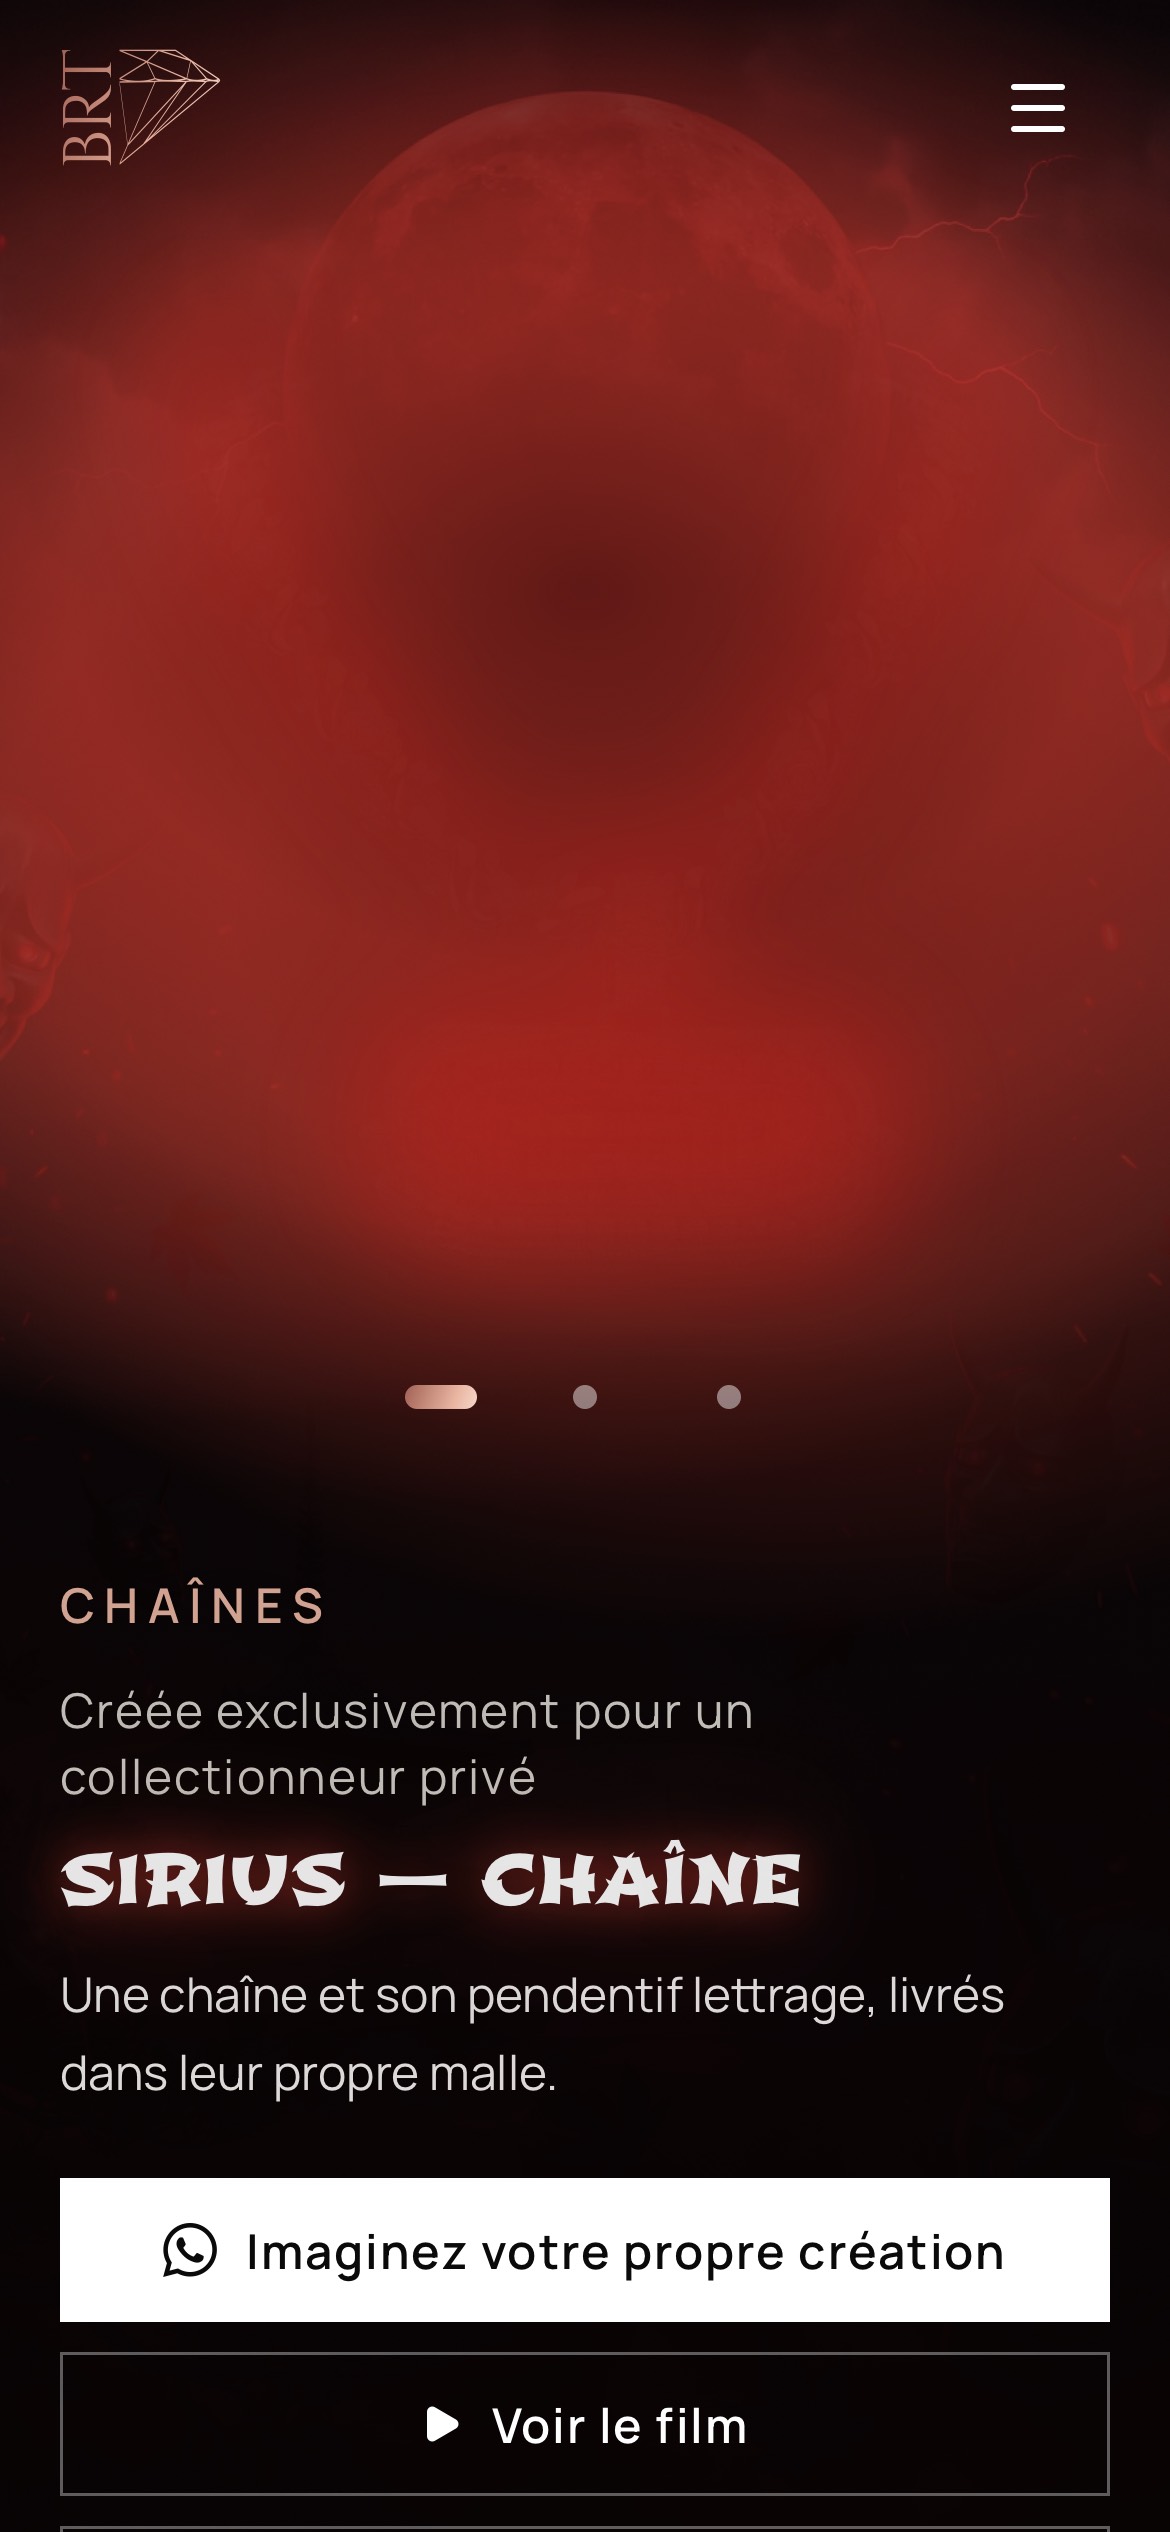 BRT
CHAÎNES
Créée exclusivement pour un
collectionneur privé
SIRIUS — CHAÎNE
Une chaîne et son pendentif lettrage, livrés
dans leur propre malle.
Imaginez votre propre création
Voir le film